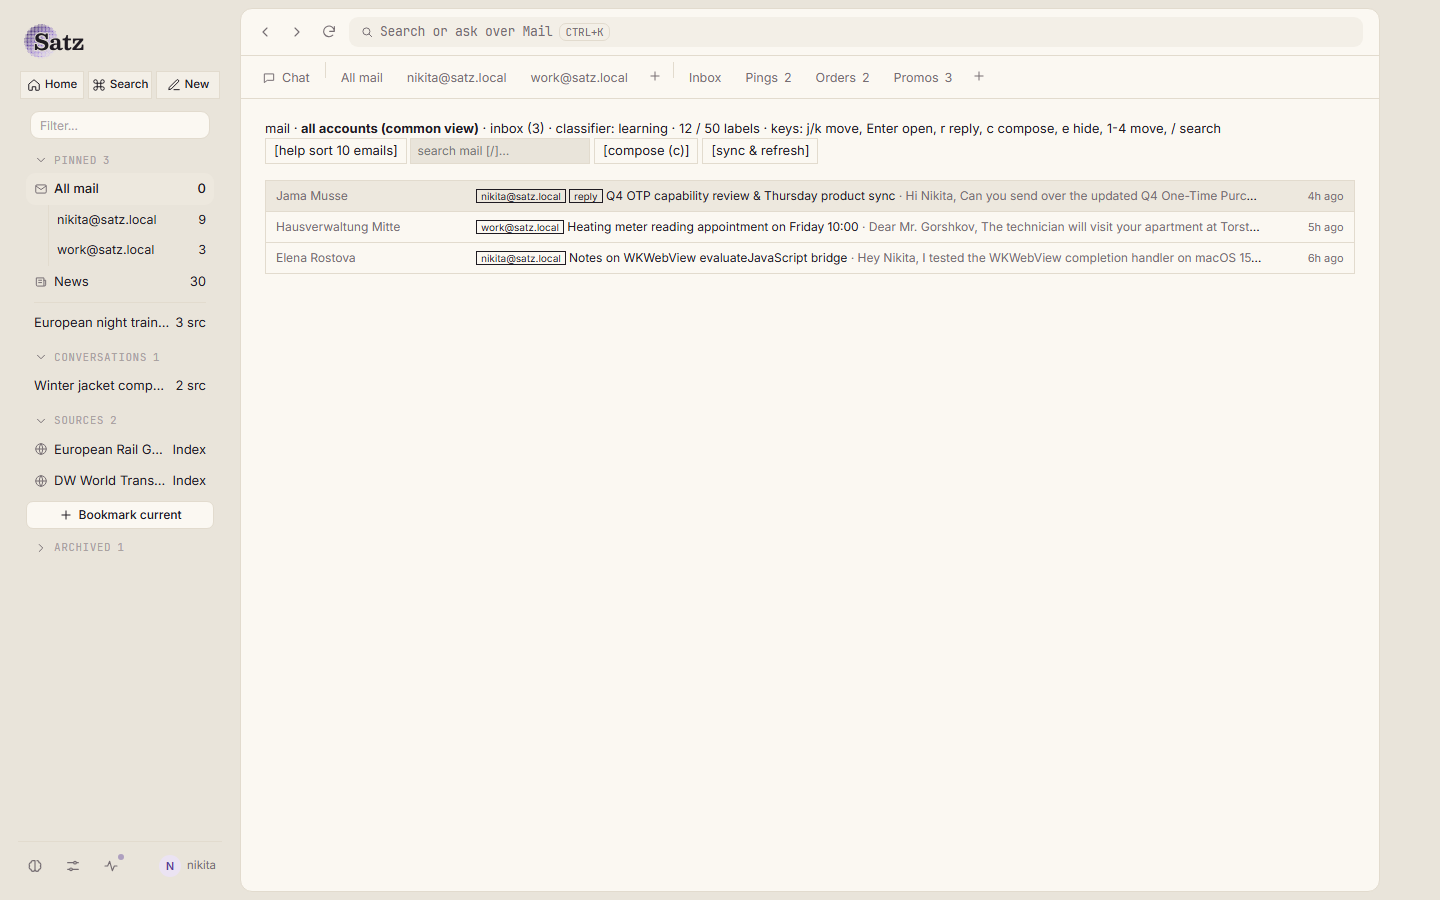 Satz
Home Search New
Filter...
PINNED 3
All mail 0
nikita@satz.local 9
work@satz.local 3
News 30
European night train... 3 src
CONVERSATIONS 1
Winter jacket comp... 2 src
SOURCES 2
European Rail G... Index
DW World Trans... Index
Bookmark current
ARCHIVED 1
N nikita
Search or ask over Mail CTRL+K
Chat All mail nikita@satz.local work@satz.local + Inbox Pings 2 Orders 2 Promos 3 +
mail · all accounts (common view) · inbox (3) · classifier: learning · 12 / 50 labels · keys: j/k move, Enter open, r reply, c compose, e hide, 1-4 move, / search
[help sort 10 emails] search mail [/]... [compose (c)] [sync & refresh]
Jama Musse nikita@satz.local reply Q4 OTP capability review & Thursday product sync · Hi Nikita, Can you send over the updated Q4 One-Time Purc... 4h ago
Hausverwaltung Mitte work@satz.local Heating meter reading appointment on Friday 10:00 · Dear Mr. Gorshkov, The technician will visit your apartment at Torst... 5h ago
Elena Rostova nikita@satz.local Notes on WKWebView evaluateJavaScript bridge · Hey Nikita, I tested the WKWebView completion handler on macOS 15... 6h ago